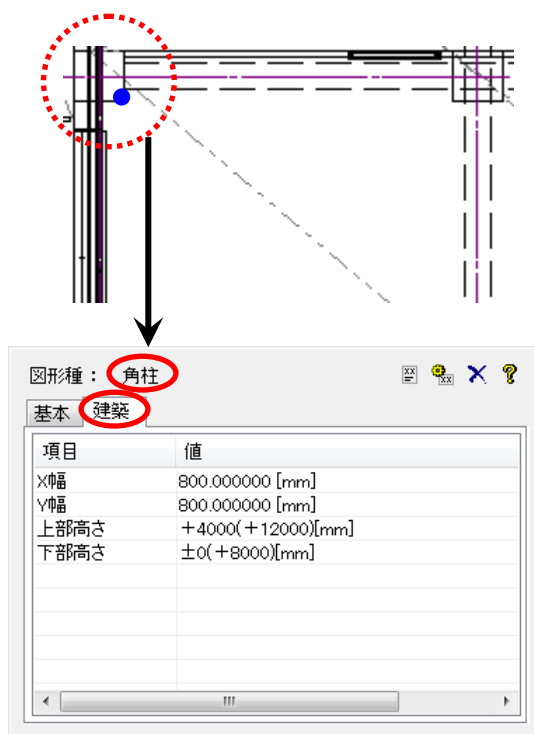 図形種： 角柱
基本 建築
項目 値
X幅 800.000000 [mm]
Y幅 800.000000 [mm]
上部高さ +4000(+12000)[mm]
下部高さ ±0(+8000)[mm]